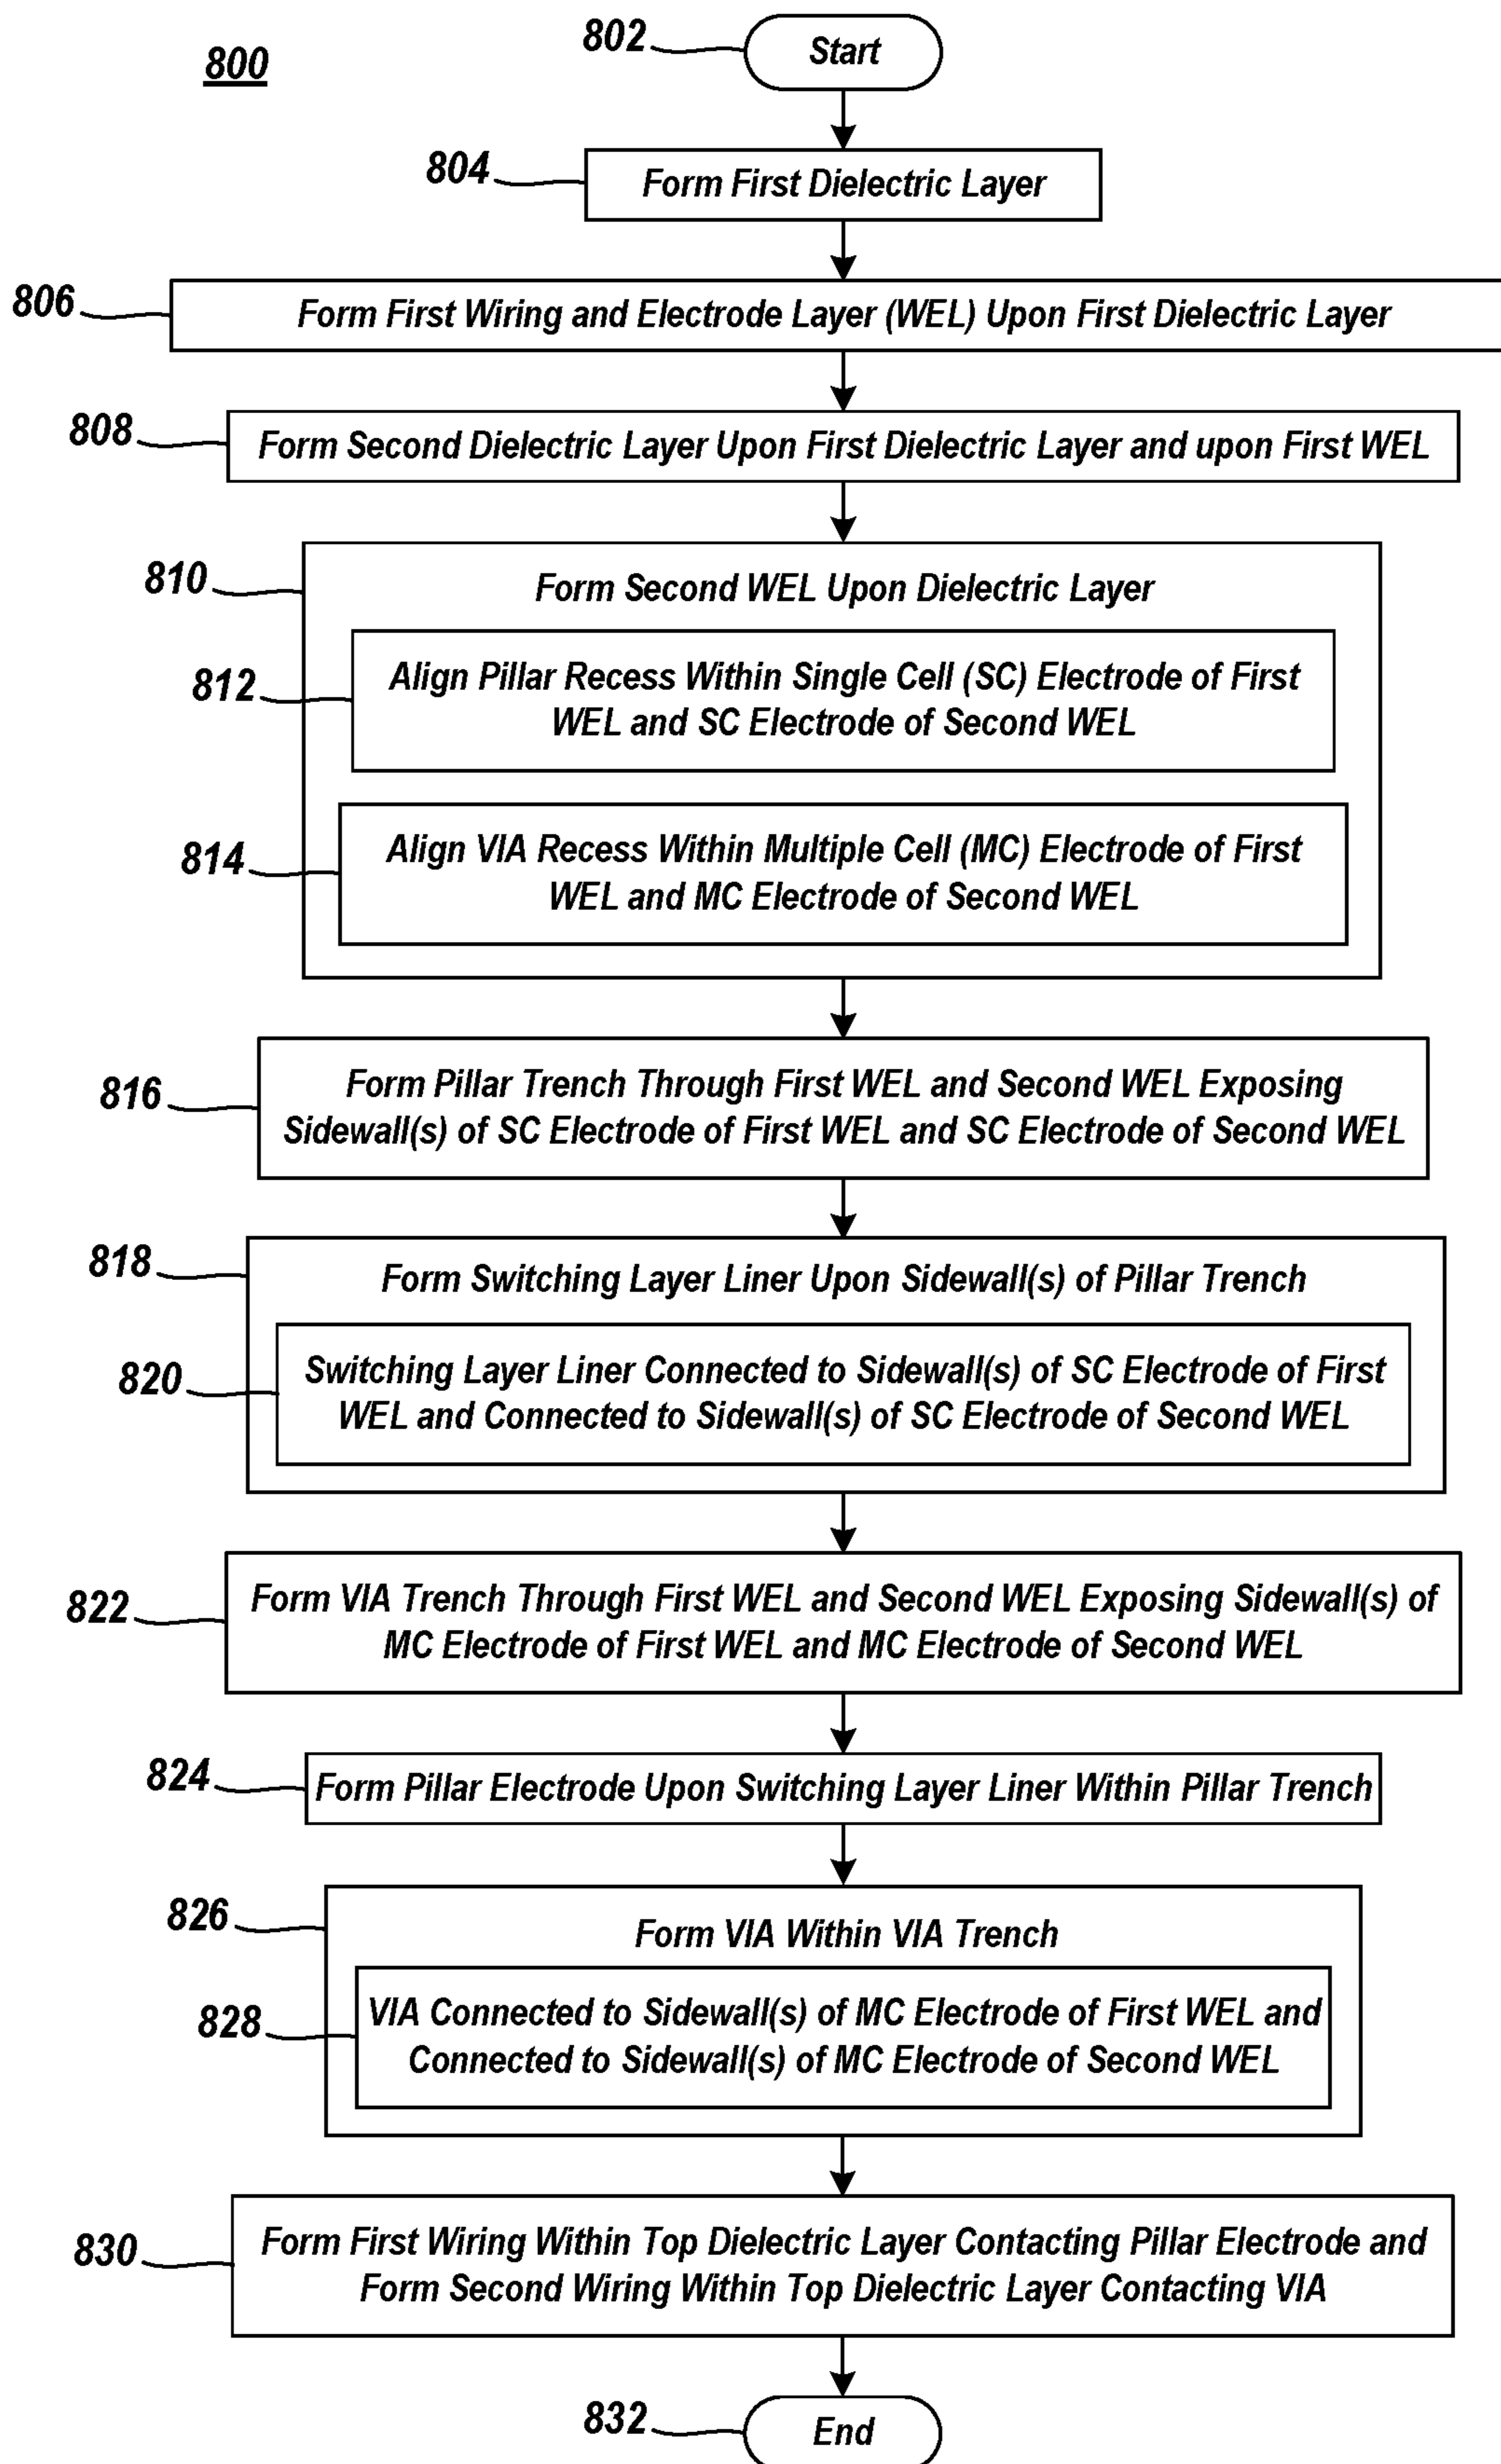 800
802
Start
804
Form First Dielectric Layer
806
Form First Wiring and Electrode Layer (WEL) Upon First Dielectric Layer
808
Form Second Dielectric Layer Upon First Dielectric Layer and upon First WEL
810
Form Second WEL Upon Dielectric Layer
812
Align Pillar Recess Within Single Cell (SC) Electrode of First
WEL and SC Electrode of Second WEL
814
Align VIA Recess Within Multiple Cell (MC) Electrode of First
WEL and MC Electrode of Second WEL
816
Form Pillar Trench Through First WEL and Second WEL Exposing
Sidewall(s) of SC Electrode of First WEL and SC Electrode of Second WEL
818
Form Switching Layer Liner Upon Sidewall(s) of Pillar Trench
820
Switching Layer Liner Connected to Sidewall(s) of SC Electrode of First
WEL and Connected to Sidewall(s) of SC Electrode of Second WEL
822
Form VIA Trench Through First WEL and Second WEL Exposing Sidewall(s) of
MC Electrode of First WEL and MC Electrode of Second WEL
824
Form Pillar Electrode Upon Switching Layer Liner Within Pillar Trench
826
Form VIA Within VIA Trench
828
VIA Connected to Sidewall(s) of MC Electrode of First WEL and
Connected to Sidewall(s) of MC Electrode of Second WEL
830
Form First Wiring Within Top Dielectric Layer Contacting Pillar Electrode and
Form Second Wiring Within Top Dielectric Layer Contacting VIA
832
End